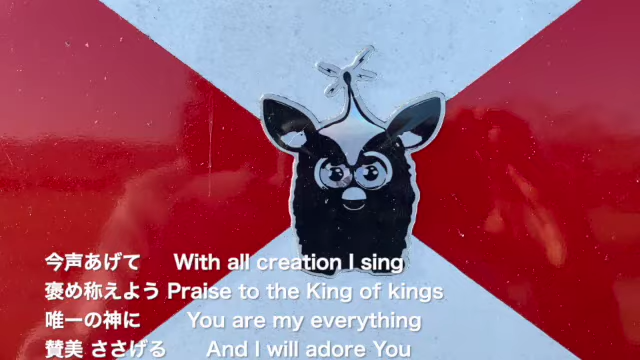 今声あげて With all creation I sing
褒め称えよう Praise to the King of kings
唯一の神に You are my everything
賛美 ささげる And I will adore You